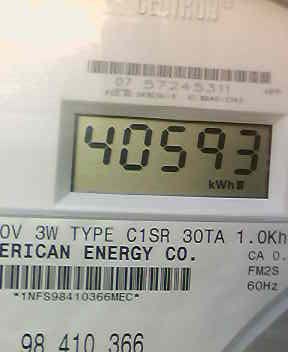 CENTRON
07 57245311
40593
kWh
0V 3W TYPE C1SR 30TA 1.0Kh
ERICAN ENERGY CO.
CA 0.
FM2S
*1NFS98410366MEC*
60Hz
98 410 366